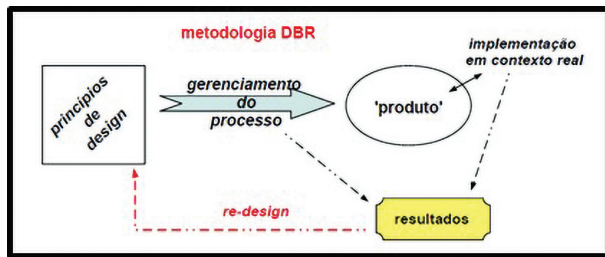 metodologia DBR
princípios
de
design
gerenciamento
do
processo
'produto'
implementação
em contexto real
re-design
resultados